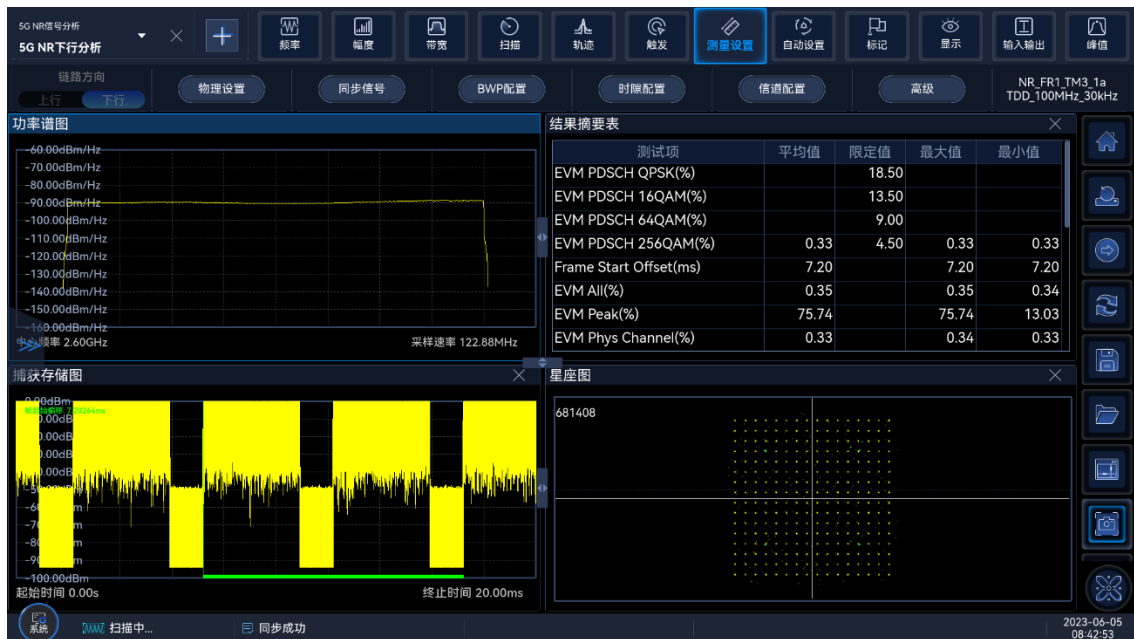 5G NR信号分析
5G NR下行分析
频率
幅度
带宽
扫描
轨迹
触发
测量设置
自动设置
标记
显示
输入输出
峰值
链路方向
上行 下行
物理设置
同步信号
BWP配置
时隙配置
信道配置
高级
NR_FR1_TM3_1a
TDD_100MHz_30kHz
功率谱图
-60.00dBm/Hz
-70.00dBm/Hz
-80.00dBm/Hz
-90.00dBm/Hz
-100.00dBm/Hz
-110.00dBm/Hz
-120.00dBm/Hz
-130.00dBm/Hz
-140.00dBm/Hz
-150.00dBm/Hz
-160.00dBm/Hz
中心频率 2.60GHz 采样速率 122.88MHz
结果摘要表
测试项 平均值 限定值 最大值 最小值
EVM PDSCH QPSK(%) 18.50
EVM PDSCH 16QAM(%) 13.50
EVM PDSCH 64QAM(%) 9.00
EVM PDSCH 256QAM(%) 0.33 4.50 0.33 0.33
Frame Start Offset(ms) 7.20 7.20 7.20
EVM All(%) 0.35 0.35 0.34
EVM Peak(%) 75.74 75.74 13.03
EVM Phys Channel(%) 0.33 0.34 0.33
捕获存储图
0.00dBm
帧起始偏移: 7.20264ms
-100.00dBm
起始时间 0.00s 终止时间 20.00ms
星座图
681408
系统
扫描中...
同步成功
2023-06-05
08:42:53